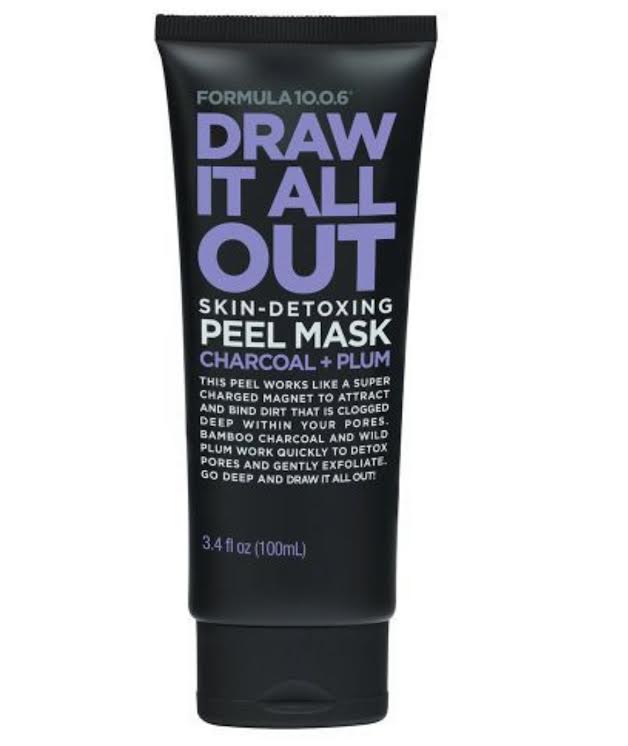 FORMULA 10.0.6®
DRAW
IT ALL
OUT
SKIN-DETOXING
PEEL MASK
CHARCOAL + PLUM
THIS PEEL WORKS LIKE A SUPER
CHARGED MAGNET TO ATTRACT
AND BIND DIRT THAT IS CLOGGED
DEEP WITHIN YOUR PORES.
BAMBOO CHARCOAL AND WILD
PLUM WORK QUICKLY TO DETOX
PORES AND GENTLY EXFOLIATE.
GO DEEP AND DRAW IT ALL OUT!
3.4 fl oz (100mL)